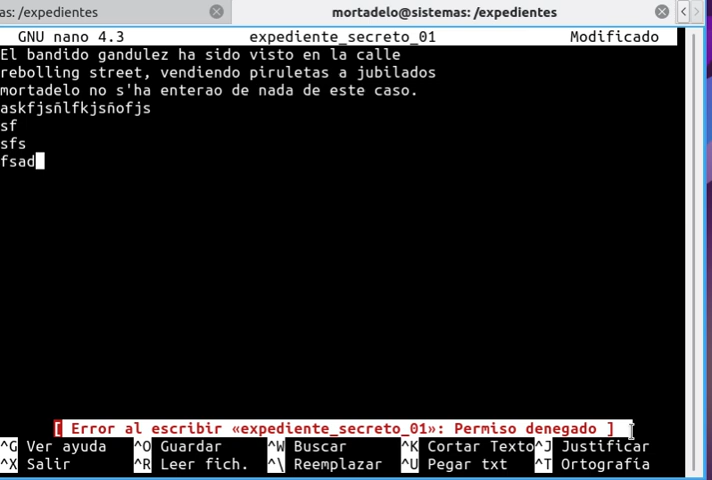 as: /expedientes
mortadelo@sistemas: /expedientes
GNU nano 4.3 expediente_secreto_01 Modificado
El bandido gandulez ha sido visto en la calle
rebolling street, vendiendo piruletas a jubilados
mortadelo no s'ha enterao de nada de este caso.
askfjsñlfkjsñofjs
sf
sfs
fsad
[ Error al escribir «expediente_secreto_01»: Permiso denegado ]
^G Ver ayuda ^O Guardar ^W Buscar ^K Cortar Texto ^J Justificar
^X Salir ^R Leer fich. ^\ Reemplazar ^U Pegar txt ^T Ortografía